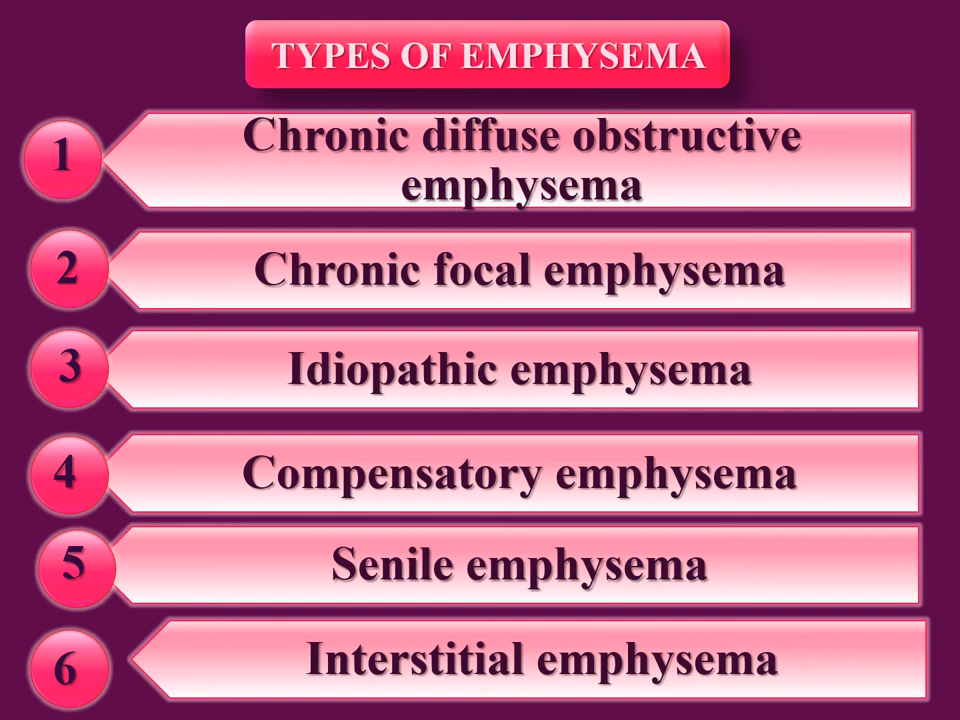 TYPES OF EMPHYSEMA
1
Chronic diffuse obstructive
emphysema
2
Chronic focal emphysema
3
Idiopathic emphysema
4
Compensatory emphysema
5
Senile emphysema
6
Interstitial emphysema